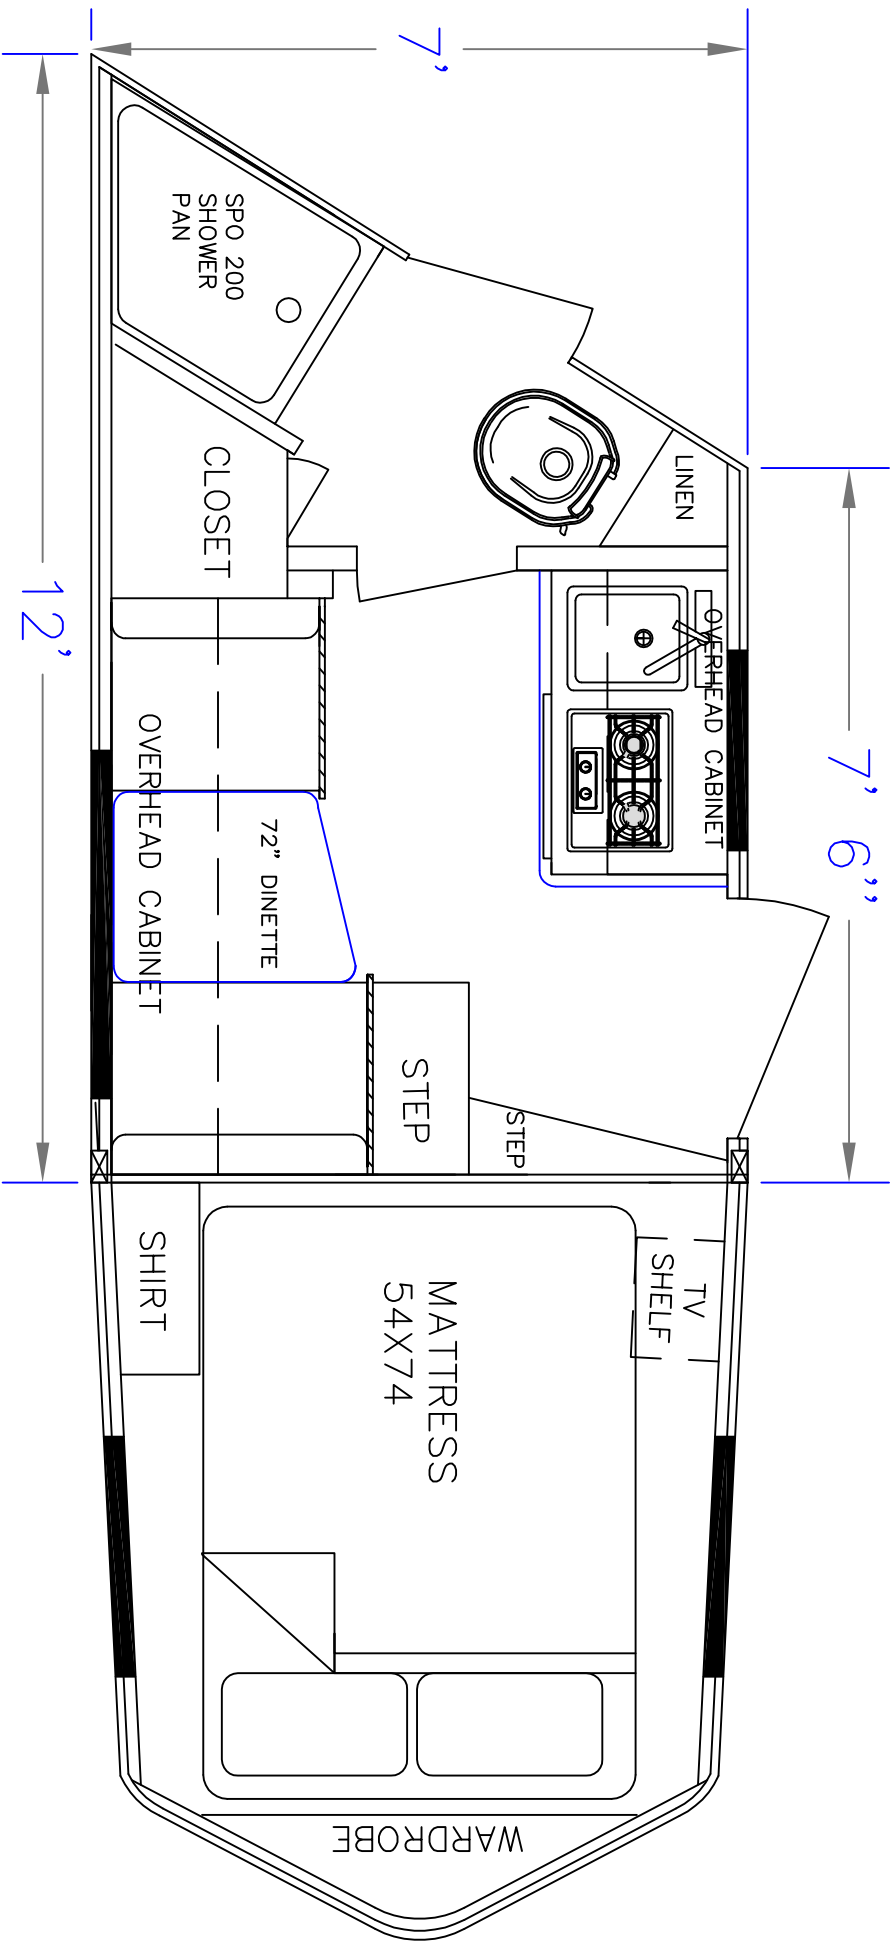 7'
12'
7' 6''
SPO 200
SHOWER
PAN
LINEN
CLOSET
OVERHEAD CABINET
OVERHEAD CABINET
72" DINETTE
STEP
STEP
SHIRT
TV
SHELF
MATTRESS
54X74
WARDROBE